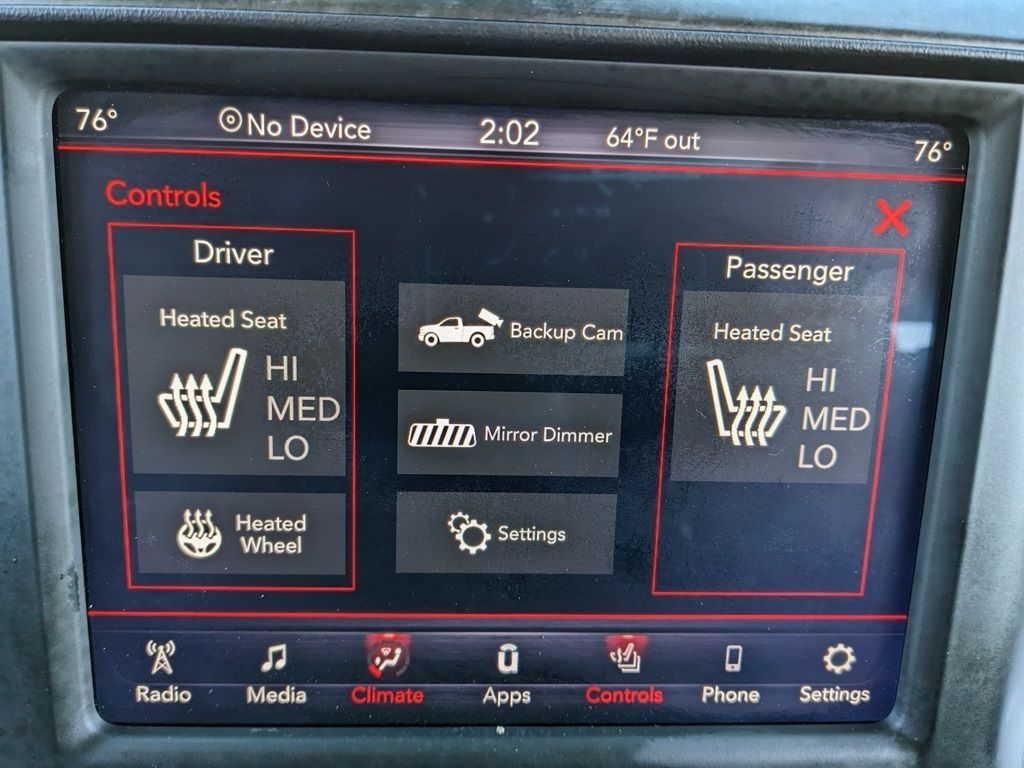 76° No Device 2:02 64°F out 76°
Controls
Driver
Heated Seat
HI
MED
LO
Heated
Wheel
Backup Cam
Mirror Dimmer
Settings
Passenger
Heated Seat
HI
MED
LO
Radio Media Climate Apps Controls Phone Settings